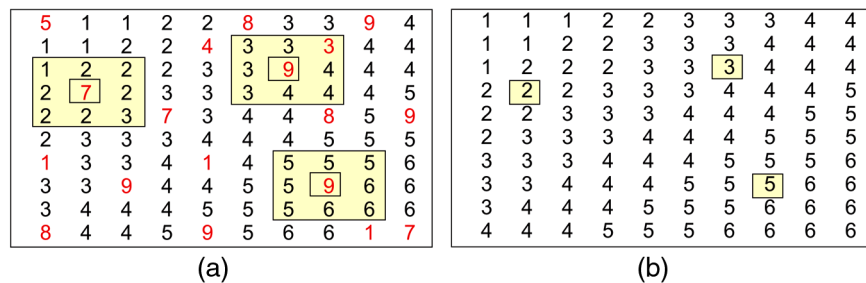 5 1 1 2 2 8 3 3 9 4
1 1 2 2 4 3 3 3 4 4
1 2 2 2 3 3 9 4 4 4
2 7 2 3 3 3 4 4 4 5
2 2 3 7 3 4 4 8 5 9
2 3 3 3 4 4 4 5 5 5
1 3 3 4 1 4 5 5 5 6
3 3 9 4 4 5 5 9 6 6
3 4 4 4 5 5 5 6 6 6
8 4 4 5 9 5 6 6 1 7
(a)
1 1 1 2 2 3 3 3 4 4
1 1 2 2 3 3 3 4 4 4
1 2 2 2 3 3 3 4 4 4
2 2 2 3 3 3 4 4 4 5
2 2 3 3 3 4 4 4 5 5
2 3 3 3 4 4 4 5 5 5
3 3 3 4 4 4 5 5 5 6
3 3 4 4 4 5 5 5 6 6
3 4 4 4 5 5 5 6 6 6
4 4 4 5 5 5 6 6 6 6
(b)